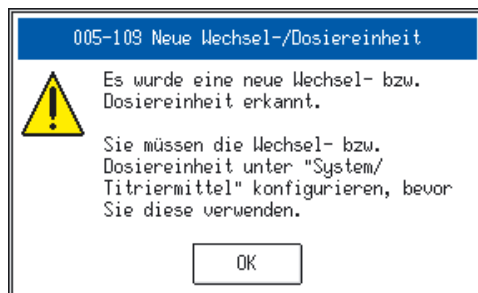 005-109 Neue Wechsel-/Dosiereinheit
Es wurde eine neue Wechsel- bzw.
Dosiereinheit erkannt.
Sie müssen die Wechsel- bzw.
Dosiereinheit unter "System/
Titriermittel" konfigurieren, bevor
Sie diese verwenden.
OK